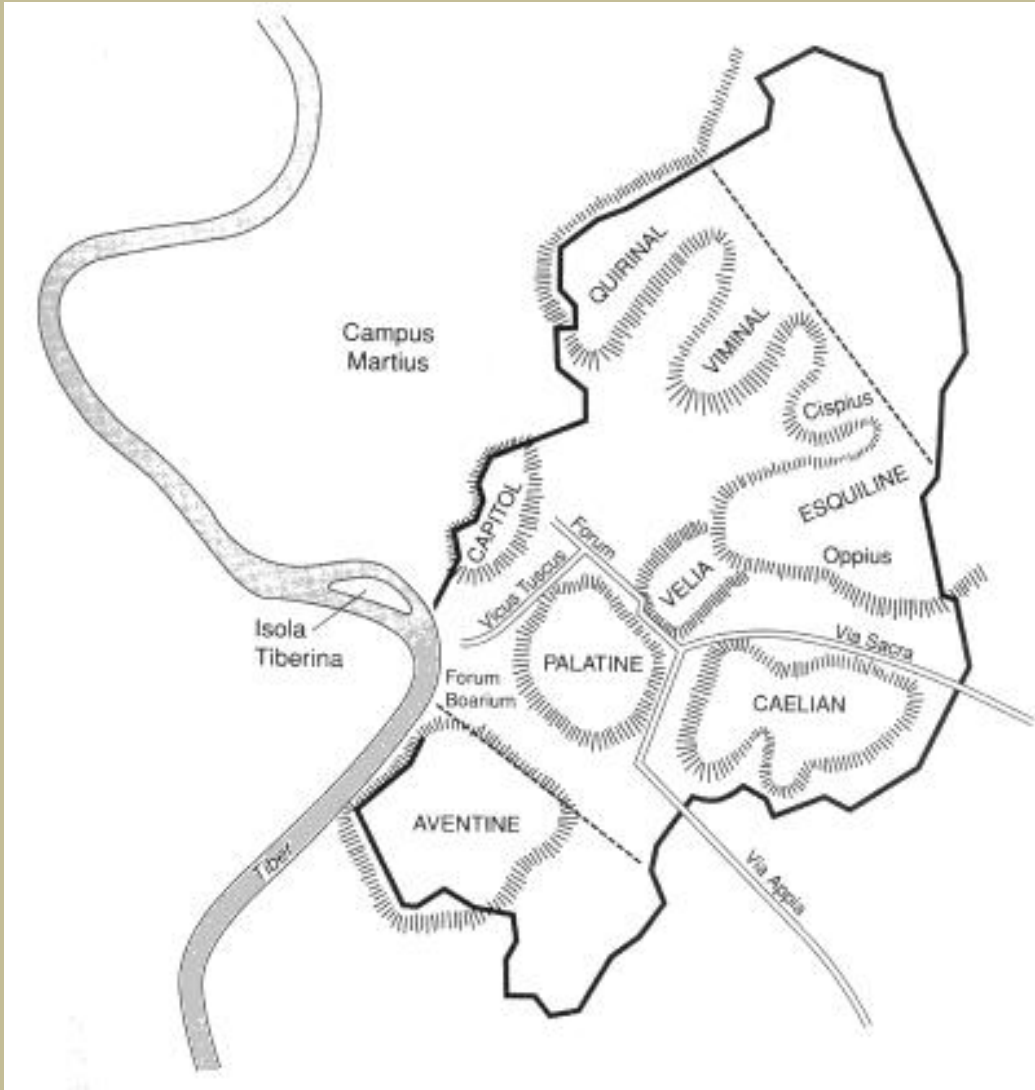 QUIRINAL
Campus
Martius
VIMINAL
Cispius
CAPITOL
ESQUILINE
Forum
Oppius
Vicus Tuscus
VELIA
Isola
Tiberina
Via Sacra
PALATINE
Forum
Boarium
CAELIAN
AVENTINE
Tiber
Via Appia